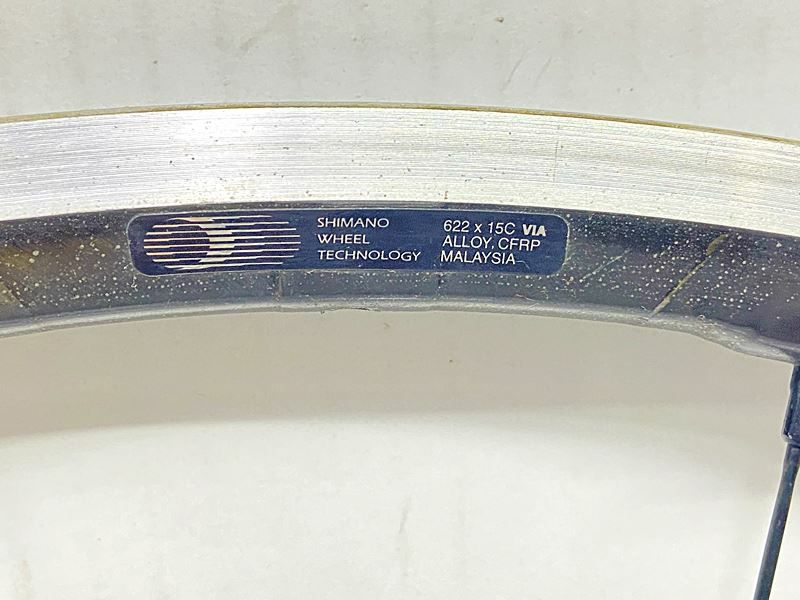 SHIMANO
WHEEL
TECHNOLOGY
622 x 15C VIA
ALLOY, CFRP
MALAYSIA